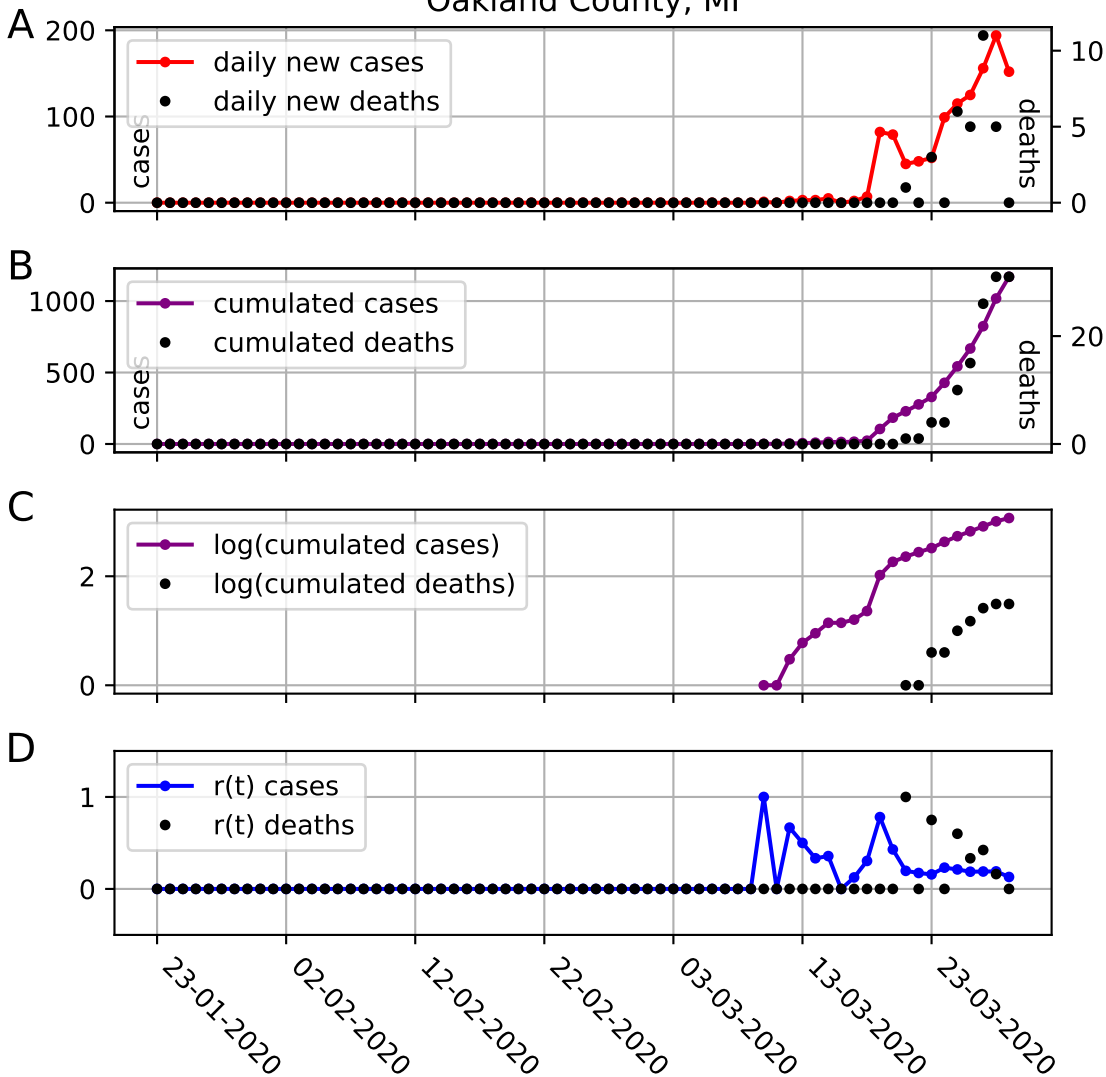 Oakland County, MI
A
200
100
0
cases
daily new cases
daily new deaths
10
5
0
deaths
B
1000
500
0
cases
cumulated cases
cumulated deaths
20
0
deaths
C
2
0
log(cumulated cases)
log(cumulated deaths)
D
1
0
r(t) cases
r(t) deaths
23-01-2020
02-02-2020
12-02-2020
22-02-2020
03-03-2020
13-03-2020
23-03-2020